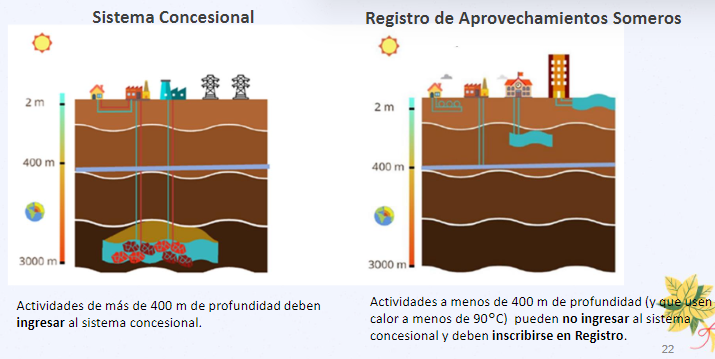 Sistema Concesional
2 m
400 m
3000 m
Actividades de más de 400 m de profundidad deben
ingresar al sistema concesional.
Registro de Aprovechamientos Someros
2 m
400 m
3000 m
Actividades a menos de 400 m de profundidad (y que usen
calor a menos de 90°C) pueden no ingresar al sistema
concesional y deben inscribirse en Registro.
22